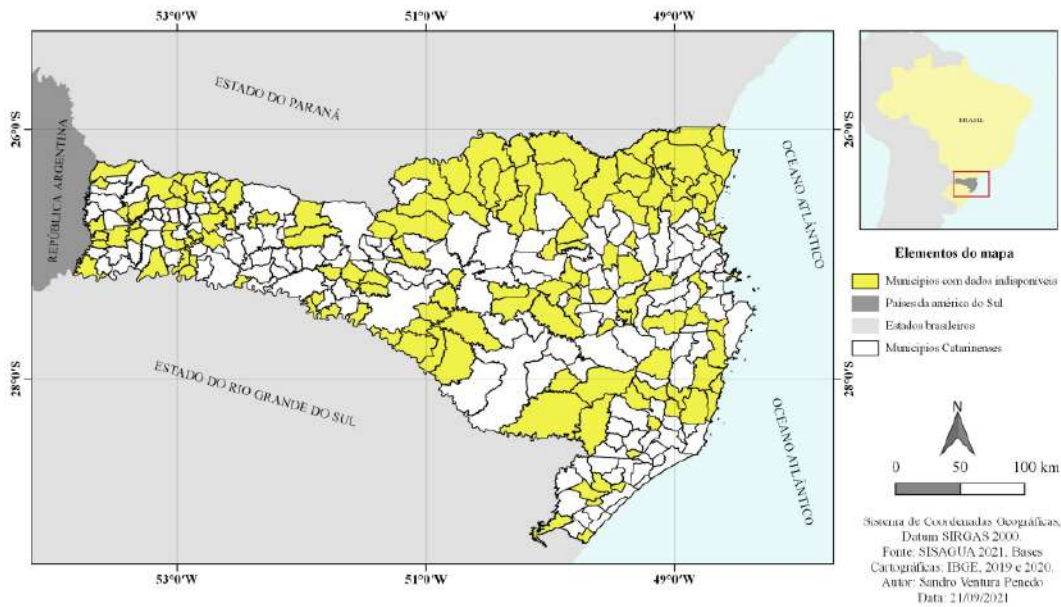 53°0'W
51°0'W
49°0'W
26°0'S
28°0'S
ESTADO DO PARANÁ
REPÚBLICA ARGENTINA
ESTADO DO RIO GRANDE DO SUL
OCEANO ATLÂNTICO
OCEANO ATLÂNTICO
26°0'S
28°0'S
53°0'W
51°0'W
49°0'W
BRASIL
Elementos do mapa
Municípios com dados indisponíveis
Países da américa do Sul
Estados brasileiros
Municípios Catarinenses
N
0 50 100 km
Sistema de Coordenadas Geográficas,
Datum SIRGAS 2000.
Fonte: SISAGUA 2021, Bases
Cartográficas: IBGE, 2019 e 2020.
Autor: Sandro Ventura Penedo
Data: 21/09/2021